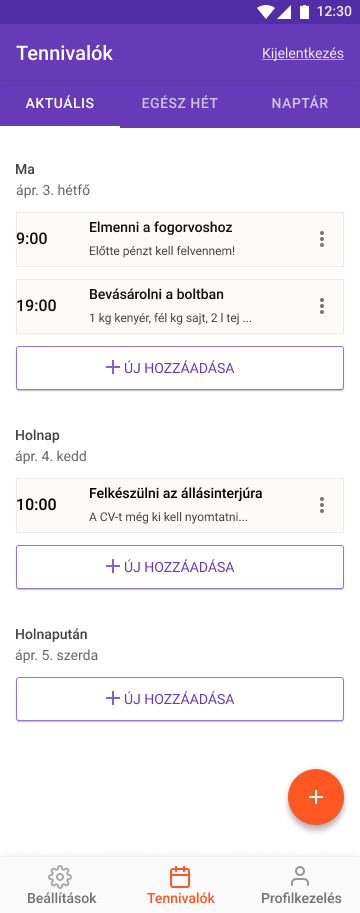 12:30
Tennivalók
Kijelentkezés
AKTUÁLIS
EGÉSZ HÉT
NAPTÁR
Ma
ápr. 3. hétfő
9:00
Elmenni a fogorvoshoz
Előtte pénzt kell felvennem!
19:00
Bevásárolni a boltban
1 kg kenyér, fél kg sajt, 2 l tej ...
ÚJ HOZZÁADÁSA
Holnap
ápr. 4. kedd
10:00
Felkészülni az állásinterjúra
A CV-t még ki kell nyomtatni...
ÚJ HOZZÁADÁSA
Holnapután
ápr. 5. szerda
ÚJ HOZZÁADÁSA
Beállítások
Tennivalók
Profilkezelés